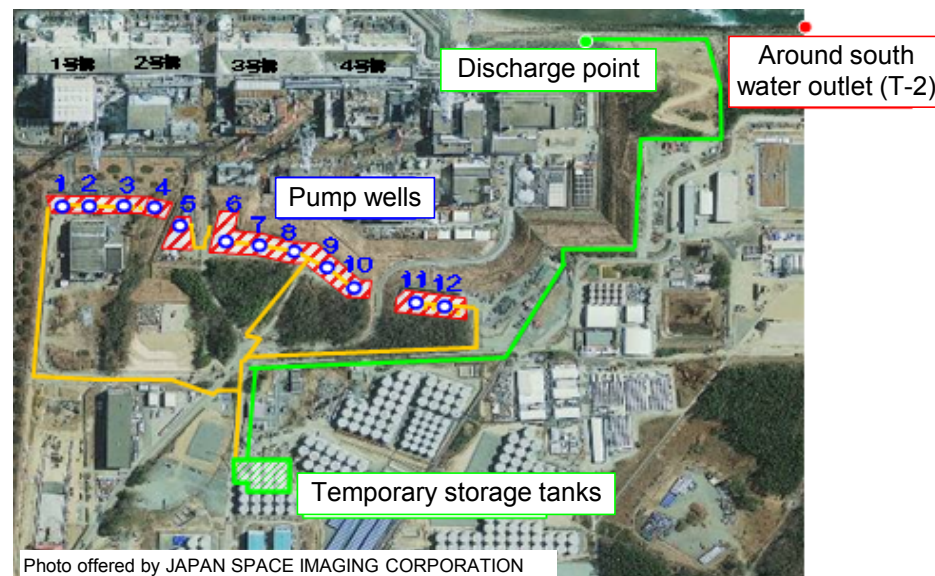 1号機
2号機
3号機
4号機
Discharge point
Around south
water outlet (T-2)
Pump wells
1
2
3
4
5
6
7
8
9
10
11
12
Temporary storage tanks
Photo offered by JAPAN SPACE IMAGING CORPORATION